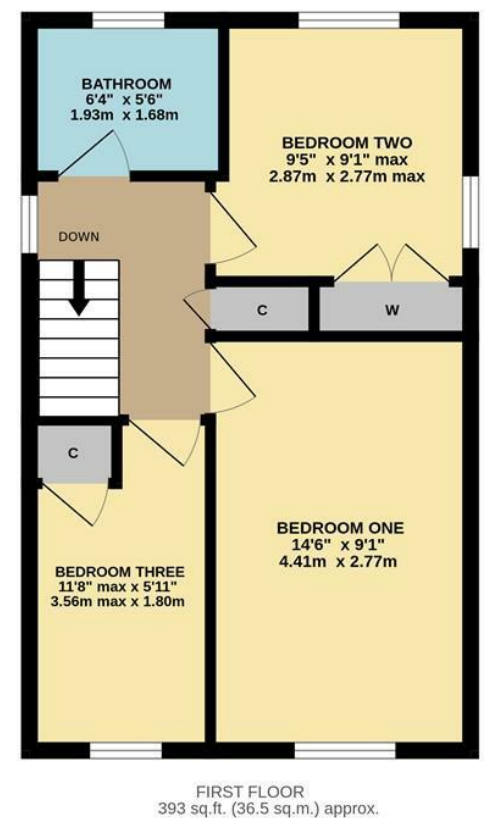 BATHROOM
6'4" x 5'6"
1.93m x 1.68m
BEDROOM TWO
9'5" x 9'1" max
2.87m x 2.77m max
DOWN
C
W
C
BEDROOM ONE
14'6" x 9'1"
4.41m x 2.77m
BEDROOM THREE
11'8" max x 5'11"
3.56m max x 1.80m
FIRST FLOOR
393 sq.ft. (36.5 sq.m.) approx.